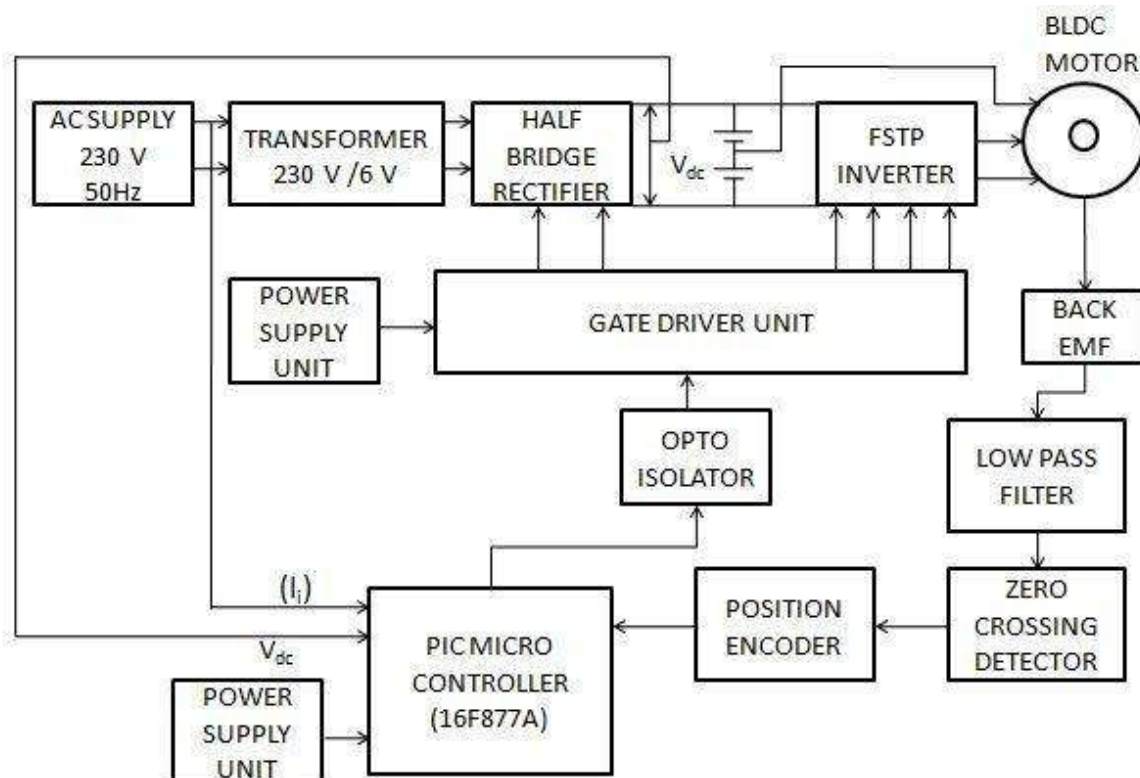 BLDC
MOTOR
AC SUPPLY
230 V
50Hz
TRANSFORMER
230 V /6 V
HALF
BRIDGE
RECTIFIER
Vdc
FSTP
INVERTER
POWER
SUPPLY
UNIT
GATE DRIVER UNIT
BACK
EMF
OPTO
ISOLATOR
LOW PASS
FILTER
(Ii)
Vdc
PIC MICRO
CONTROLLER
(16F877A)
POSITION
ENCODER
ZERO
CROSSING
DETECTOR
POWER
SUPPLY
UNIT